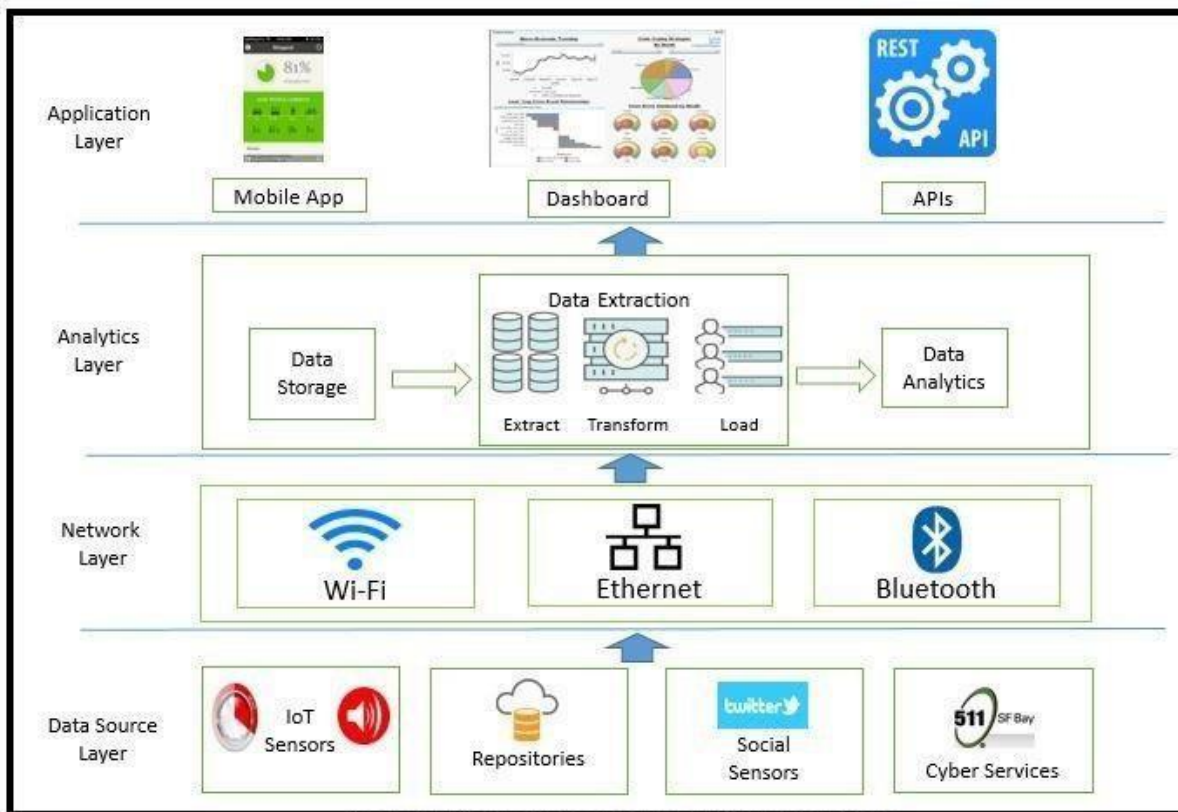 Application
Layer
81%
REST
API
Mobile App
Dashboard
APIs
Analytics
Layer
Data
Storage
Data Extraction
Extract
Transform
Load
Data
Analytics
Network
Layer
Wi-Fi
Ethernet
Bluetooth
Data Source
Layer
IoT
Sensors
Repositories
twitter
Social
Sensors
511
SF Bay
Cyber Services